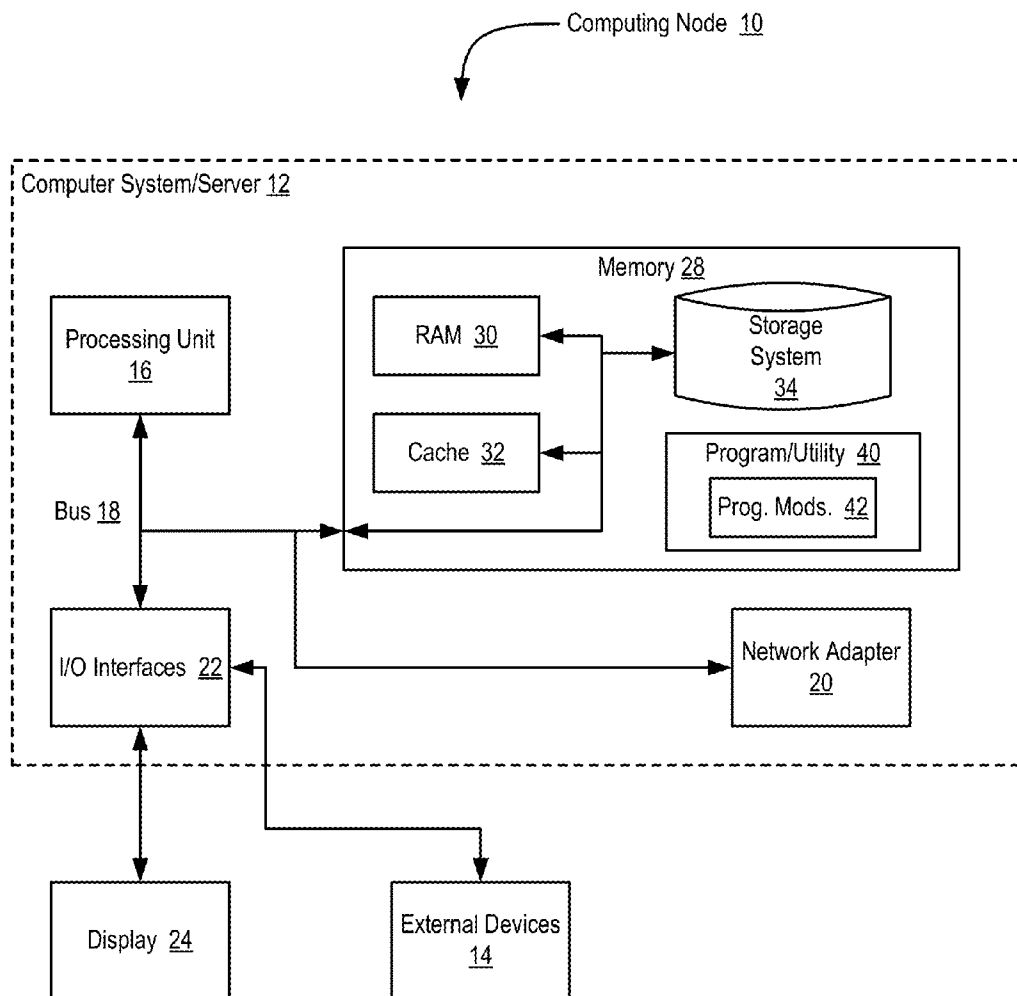 Computing Node 10
Computer System/Server 12
Memory 28
Processing Unit
16
RAM 30
Storage
System
34
Cache 32
Program/Utility 40
Prog. Mods. 42
Bus 18
I/O Interfaces 22
Network Adapter
20
Display 24
External Devices
14